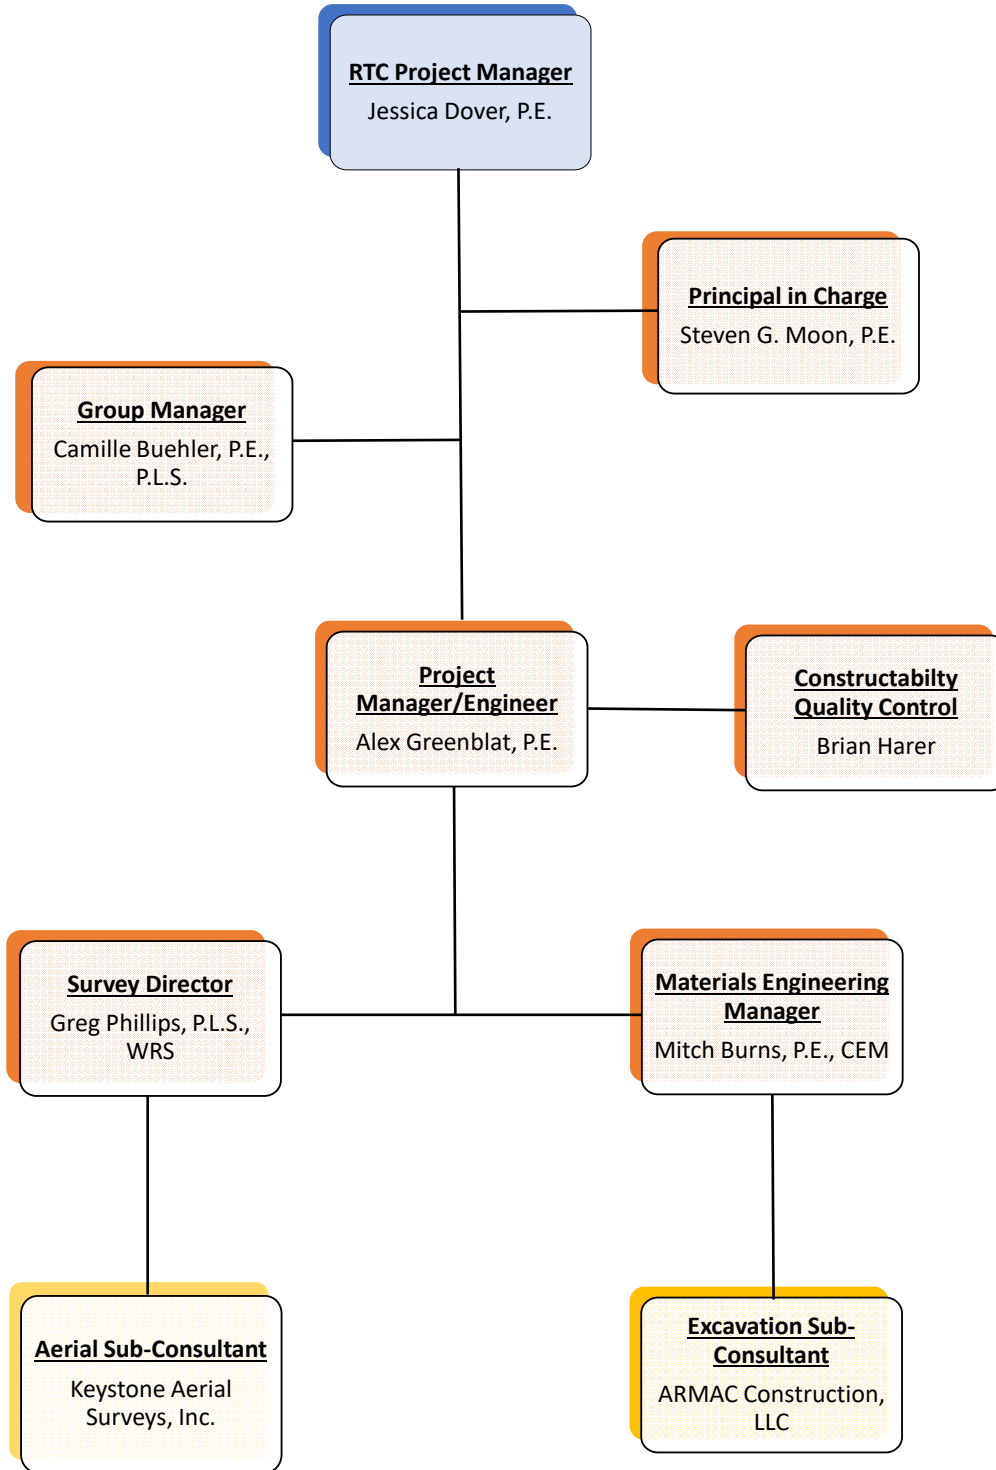 RTC Project Manager
Jessica Dover, P.E.
Principal in Charge
Steven G. Moon, P.E.
Group Manager
Camille Buehler, P.E.,
P.L.S.
Project
Manager/Engineer
Alex Greenblat, P.E.
Constructabilty
Quality Control
Brian Harer
Survey Director
Greg Phillips, P.L.S.,
WRS
Materials Engineering
Manager
Mitch Burns, P.E., CEM
Aerial Sub-Consultant
Keystone Aerial
Surveys, Inc.
Excavation Sub-
Consultant
ARMAC Construction,
LLC